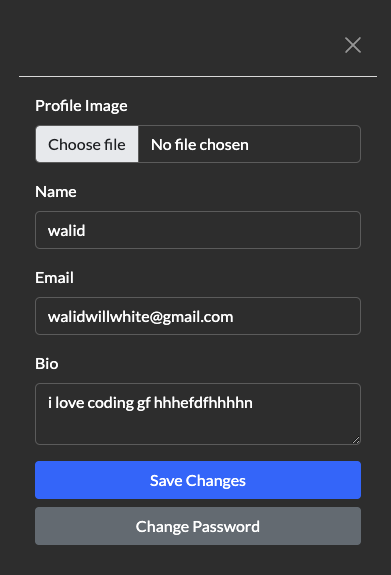 Profile Image
Choose file No file chosen
Name
walid
Email
walidwillwhite@gmail.com
Bio
i love coding gf hhhefdfhhhhn
Save Changes
Change Password